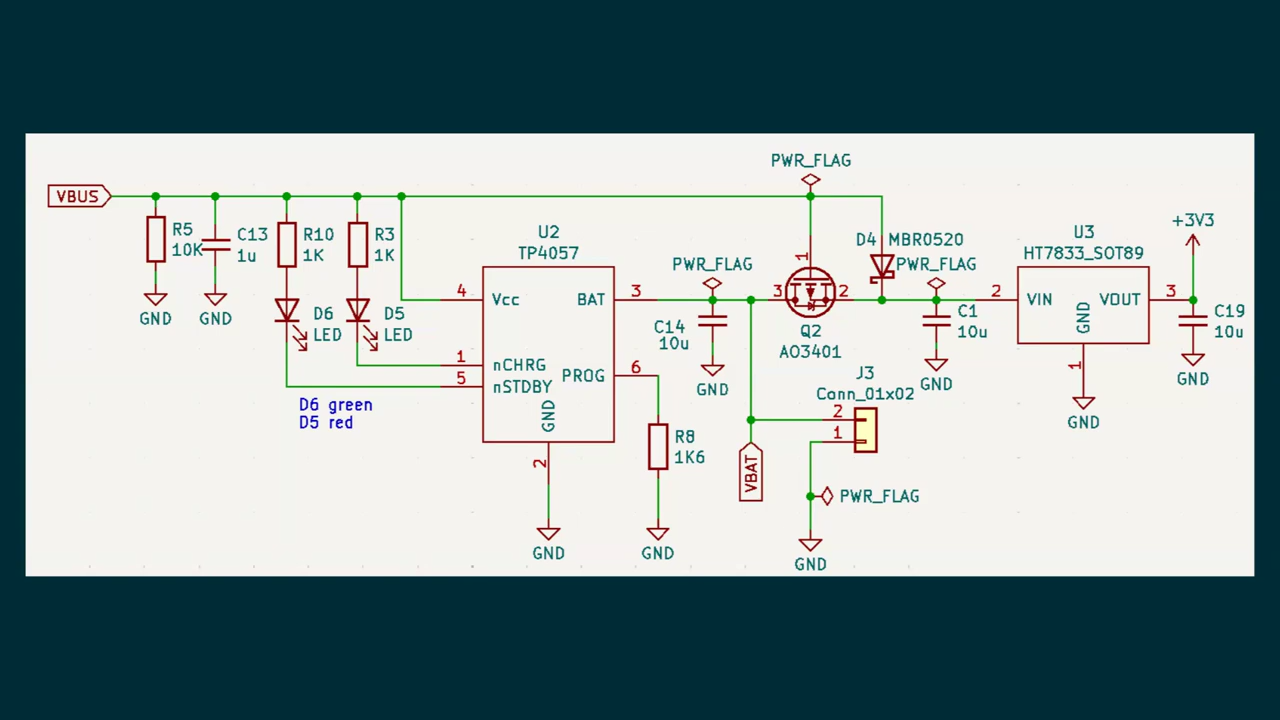 PWR_FLAG
VBUS
R5
10K
C13
1u
R10
1K
R3
1K
U2
TP4057
PWR_FLAG
D4
MBR0520
PWR_FLAG
U3
HT7833_SOT89
+3V3
GND
GND
D6
LED
D5
LED
4
Vcc
BAT
3
1
nCHRG
5
nSTDBY
PROG
6
GND
2
D6 green
D5 red
C14
10u
GND
1
3
2
Q2
AO3401
C1
10u
GND
2
VIN
VOUT
3
GND
1
GND
C19
10u
GND
J3
Conn_01x02
2
1
R8
1K6
VBAT
PWR_FLAG
GND
GND
GND